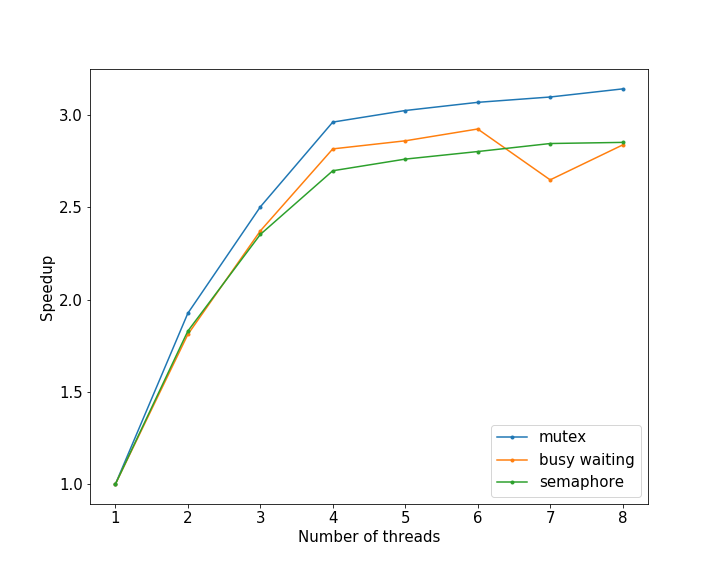 3.0
2.5
2.0
1.5
1.0
Speedup
1 2 3 4 5 6 7 8
Number of threads
mutex
busy waiting
semaphore